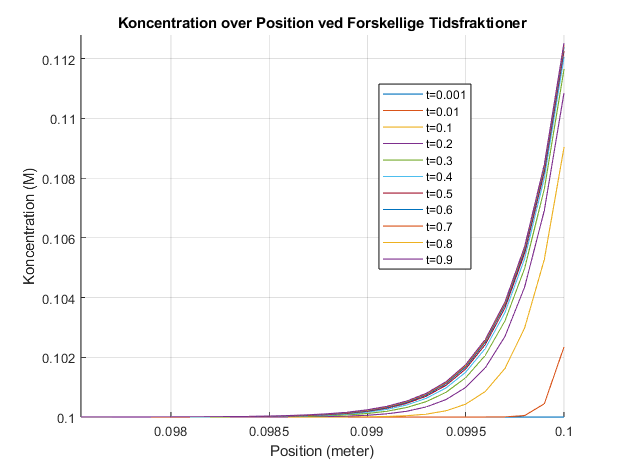 Koncentration over Position ved Forskellige Tidsfraktioner
0.112
0.11
0.108
0.106
0.104
0.102
0.1
Koncentration (M)
t=0.001
t=0.01
t=0.1
t=0.2
t=0.3
t=0.4
t=0.5
t=0.6
t=0.7
t=0.8
t=0.9
0.098 0.0985 0.099 0.0995 0.1
Position (meter)